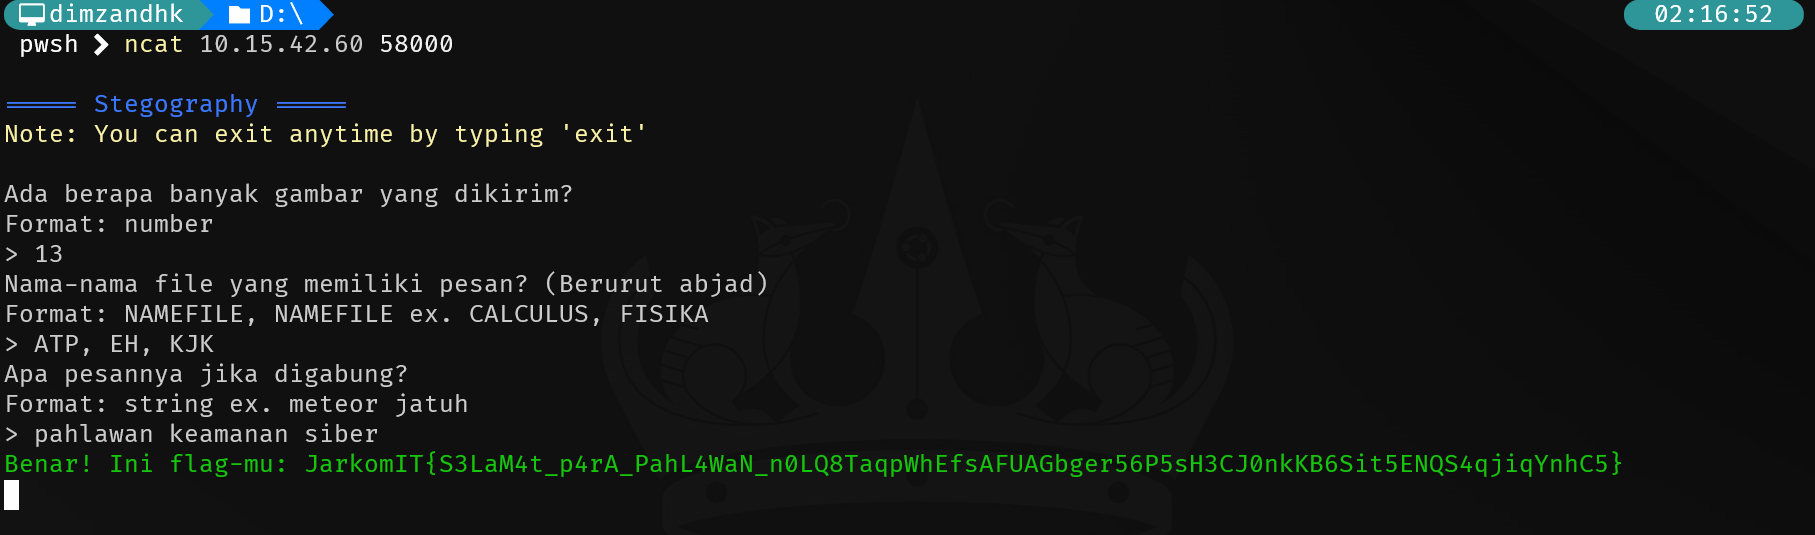 dimzandhk D:\ 02:16:52
pwsh ❯ ncat 10.15.42.60 58000
═════ Stegography ═════
Note: You can exit anytime by typing 'exit'
Ada berapa banyak gambar yang dikirim?
Format: number
> 13
Nama-nama file yang memiliki pesan? (Berurut abjad)
Format: NAMEFILE, NAMEFILE ex. CALCULUS, FISIKA
> ATP, EH, KJK
Apa pesannya jika digabung?
Format: string ex. meteor jatuh
> pahlawan keamanan siber
Benar! Ini flag-mu: JarkomIT{S3LaM4t_p4rA_PahL4WaN_n0LQ8TaqpWhEfsAFUAGbger56P5sH3CJ0nkKB6Sit5ENQS4qjiqYnhC5}